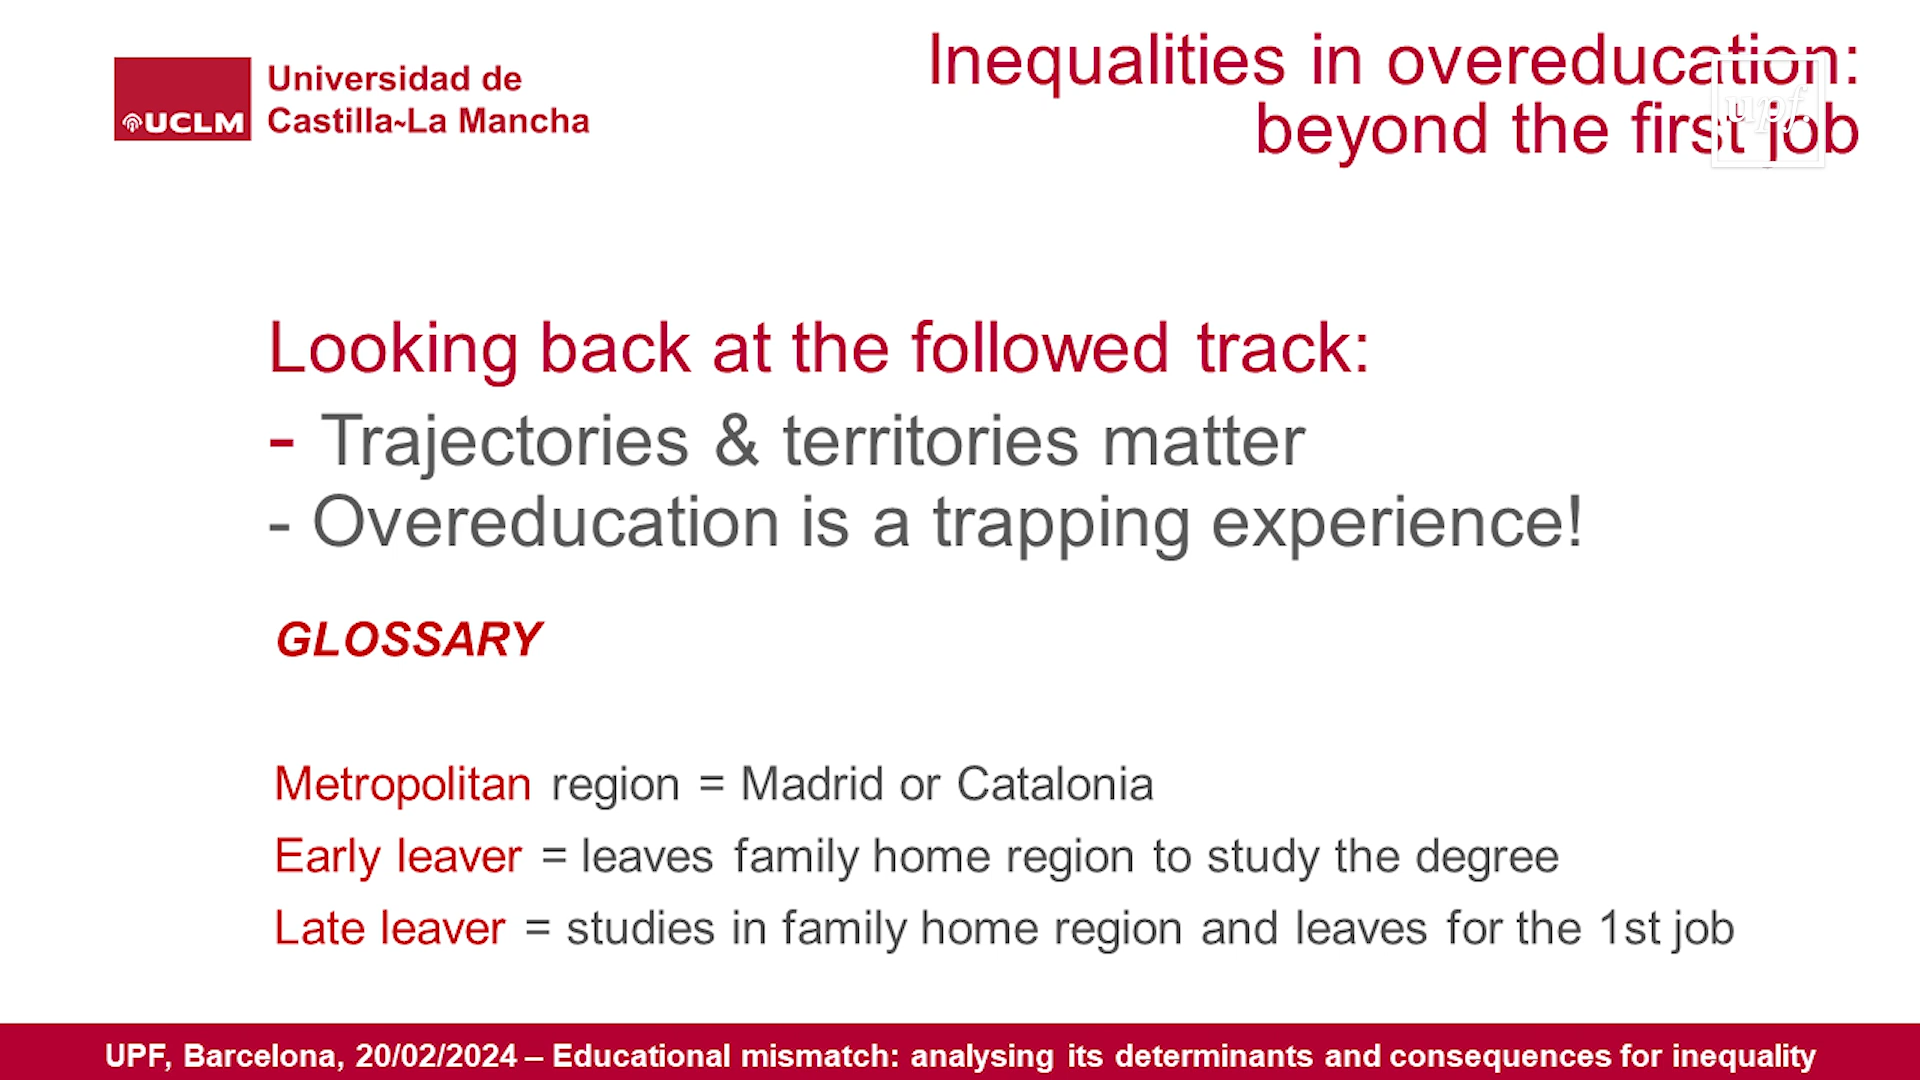 UCLM
Universidad de
Castilla~La Mancha
Inequalities in overeducation:
beyond the first job
upf.
Looking back at the followed track:
- Trajectories & territories matter
- Overeducation is a trapping experience!
GLOSSARY
Metropolitan region = Madrid or Catalonia
Early leaver = leaves family home region to study the degree
Late leaver = studies in family home region and leaves for the 1st job
UPF, Barcelona, 20/02/2024 – Educational mismatch: analysing its determinants and consequences for inequality